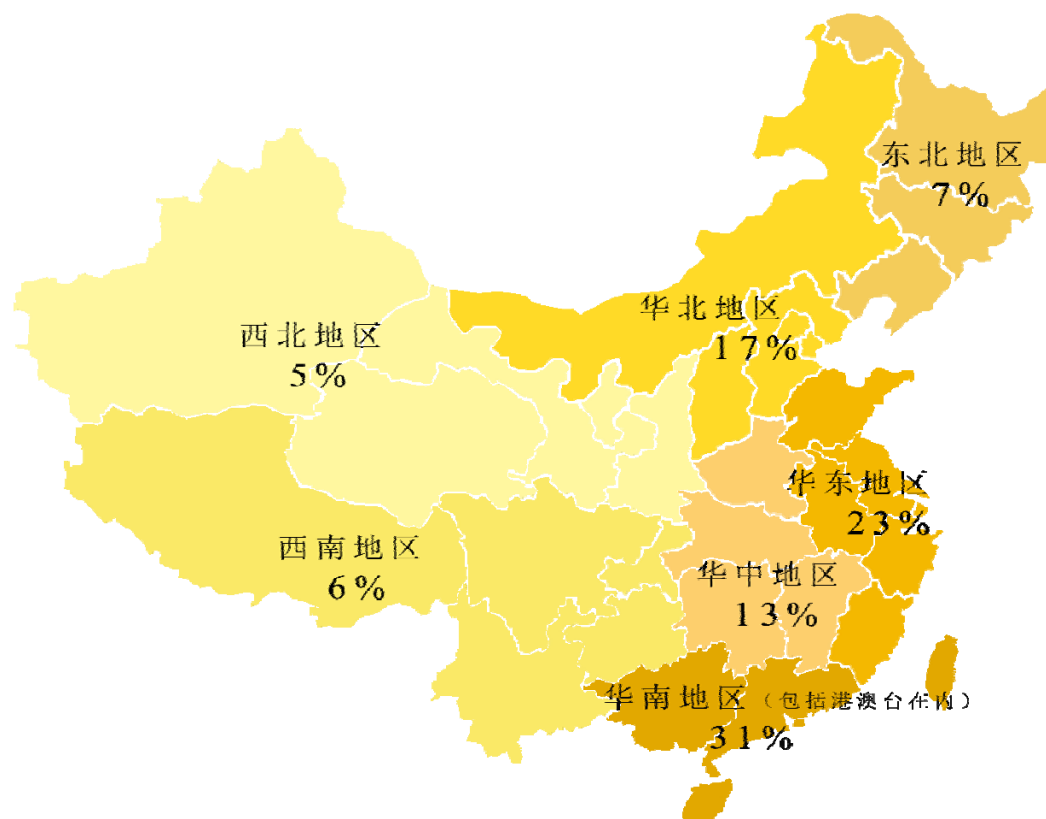 东北地区
7%
华北地区
17%
西北地区
5%
华东地区
23%
西南地区
6%
华中地区
13%
华南地区（包括港澳台在内）
31%